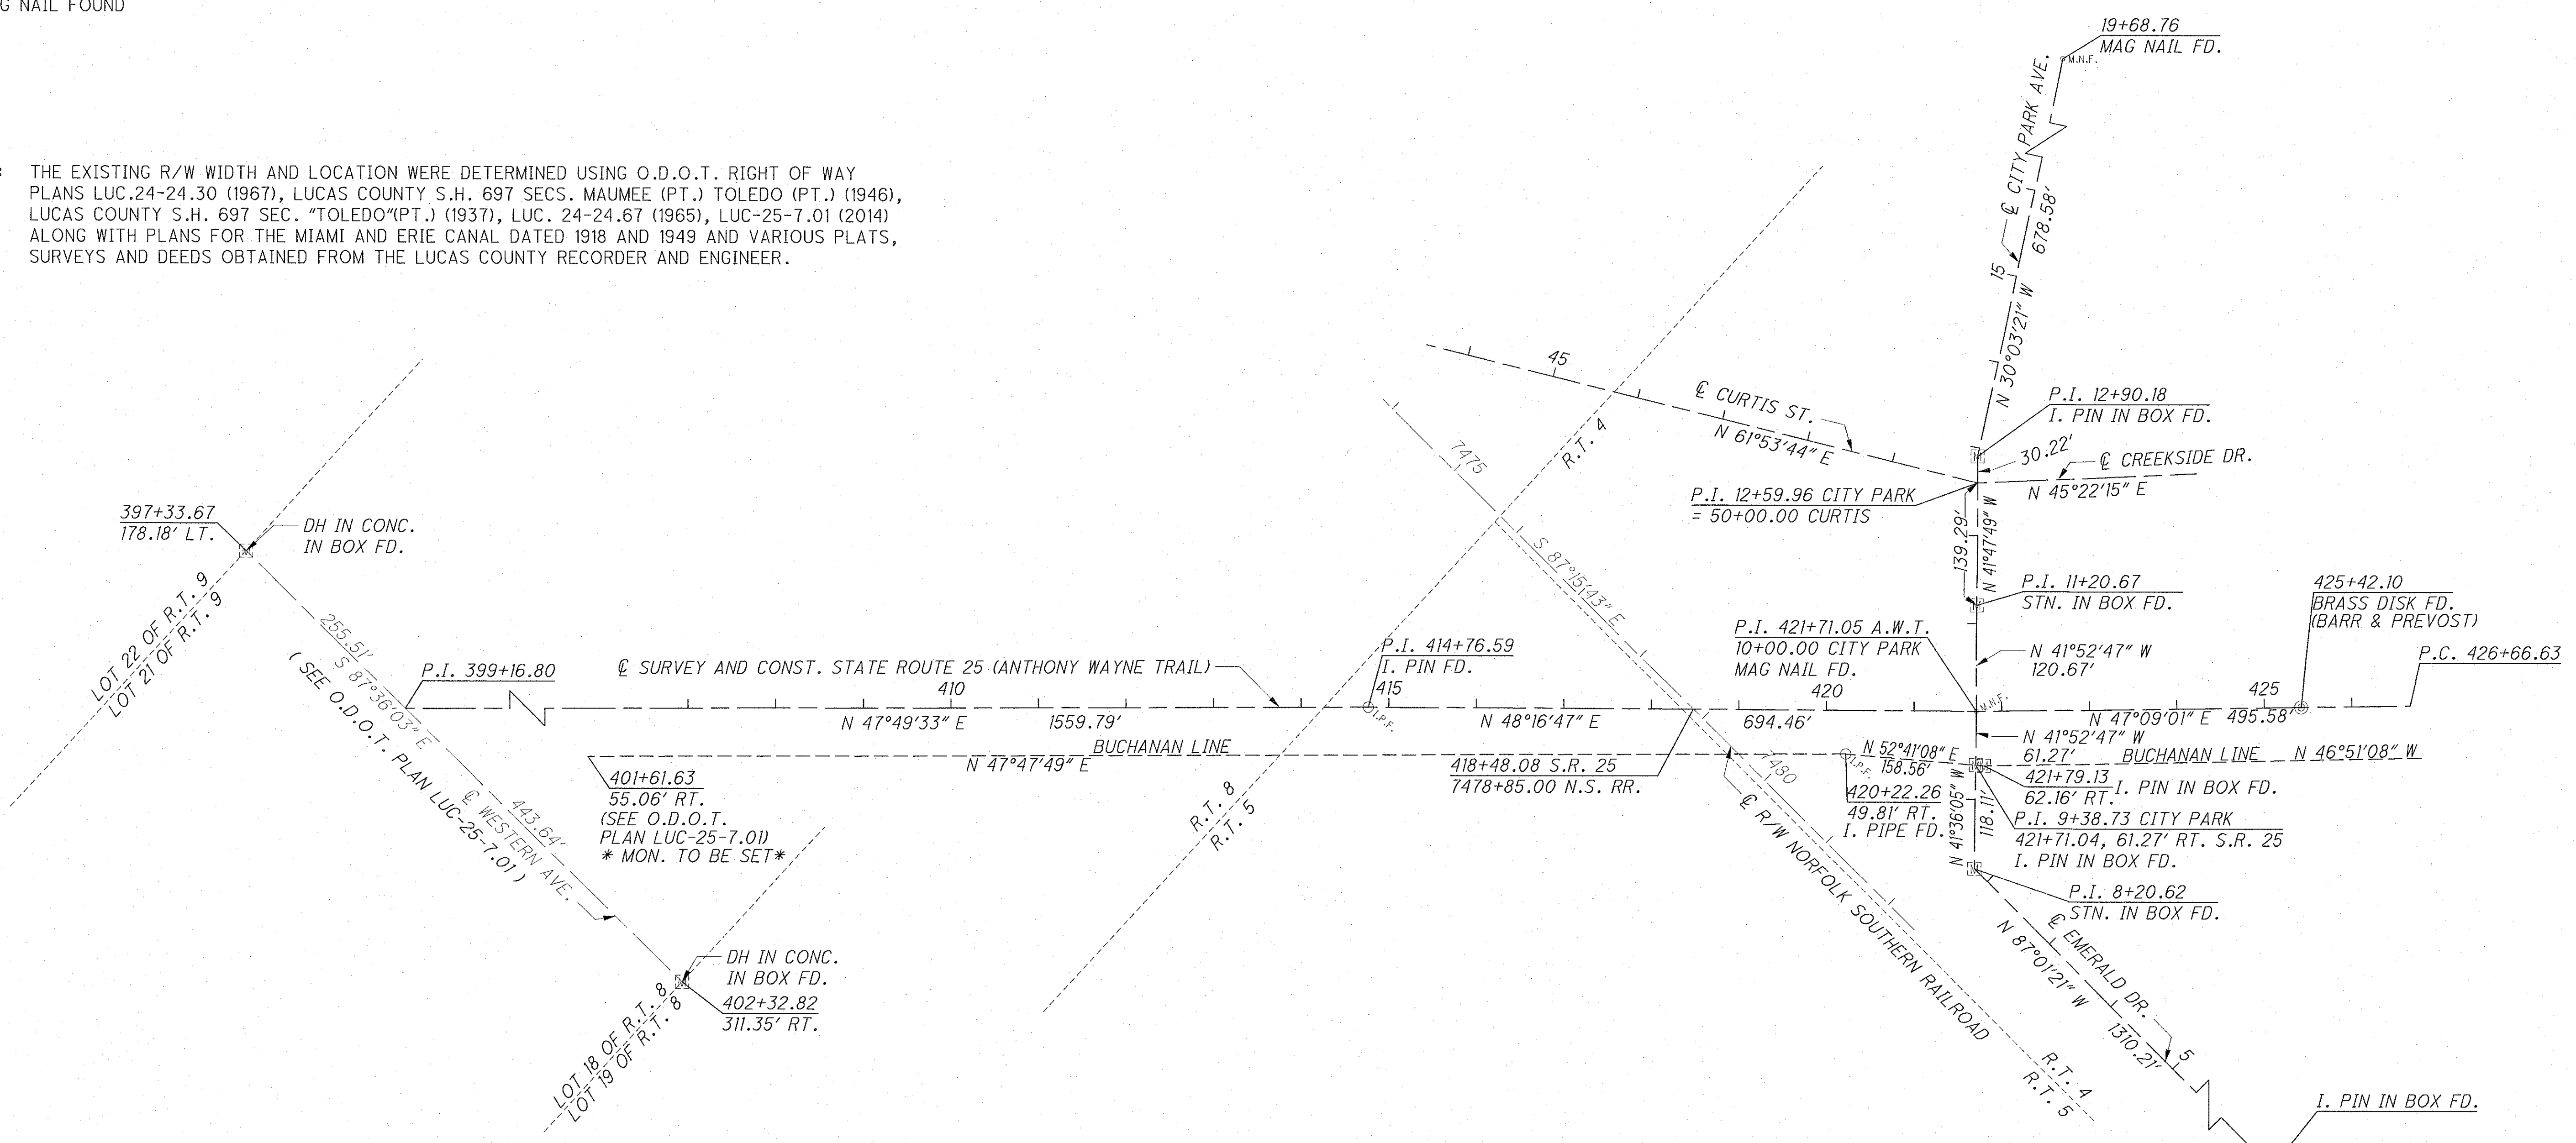 G NAIL FOUND
: THE EXISTING R/W WIDTH AND LOCATION WERE DETERMINED USING O.D.O.T. RIGHT OF WAY
PLANS LUC.24-24.30 (1967), LUCAS COUNTY S.H. 697 SECS. MAUMEE (PT.) TOLEDO (PT.) (1946),
LUCAS COUNTY S.H. 697 SEC. "TOLEDO"(PT.) (1937), LUC. 24-24.67 (1965), LUC-25-7.01 (2014)
ALONG WITH PLANS FOR THE MIAMI AND ERIE CANAL DATED 1918 AND 1949 AND VARIOUS PLATS,
SURVEYS AND DEEDS OBTAINED FROM THE LUCAS COUNTY RECORDER AND ENGINEER.
19+68.76
MAG NAIL FD.
M.N.F.
℄ CITY PARK AVE.
678.58'
15
N 30°03'21" W
P.I. 12+90.18
I. PIN IN BOX FD.
30.22'
℄ CREEKSIDE DR.
N 45°22'15" E
45
℄ CURTIS ST.
N 61°53'44" E
P.I. 12+59.96 CITY PARK
= 50+00.00 CURTIS
139.29'
N 41°47'49" W
P.I. 11+20.67
STN. IN BOX FD.
R.T. 4
7475
S 87°15'43" E
397+33.67
178.18' LT.
DH IN CONC.
IN BOX FD.
LOT 22 OF R.T. 9
LOT 21 OF R.T. 9
255.51'
S 87°36'03" E
( SEE O.D.O.T. PLAN LUC-25-7.01 )
443.64'
℄ WESTERN AVE.
P.I. 399+16.80
℄ SURVEY AND CONST. STATE ROUTE 25 (ANTHONY WAYNE TRAIL)
410
N 47°49'33" E
1559.79'
P.I. 414+76.59
I. PIN FD.
415
I.P.F.
N 48°16'47" E
694.46'
P.I. 421+71.05 A.W.T.
10+00.00 CITY PARK
MAG NAIL FD.
420
M.N.F.
N 41°52'47" W
120.67'
425+42.10
BRASS DISK FD.
(BARR & PREVOST)
P.C. 426+66.63
425
N 47°09'01" E
495.58'
N 41°52'47" W
61.27'
BUCHANAN LINE
N 46°51'08" W
BUCHANAN LINE
N 47°47'49" E
401+61.63
55.06' RT.
(SEE O.D.O.T.
PLAN LUC-25-7.01)
* MON. TO BE SET*
418+48.08 S.R. 25
7478+85.00 N.S. RR.
7480
N 52°41'08" E
158.56'
I.P.F.
420+22.26
49.81' RT.
I. PIPE FD.
421+79.13
62.16' RT.
I. PIN IN BOX FD.
P.I. 9+38.73 CITY PARK
421+71.04, 61.27' RT. S.R. 25
I. PIN IN BOX FD.
N 41°36'05" W
118.11'
P.I. 8+20.62
STN. IN BOX FD.
R.T. 8
R.T. 5
℄ R/W NORFOLK SOUTHERN RAILROAD
℄ EMERALD DR.
N 87°01'21" W
1310.21'
5
DH IN CONC.
IN BOX FD.
402+32.82
311.35' RT.
LOT 18 OF R.T. 8
LOT 19 OF R.T. 8
R.T. 4
R.T. 5
I. PIN IN BOX FD.